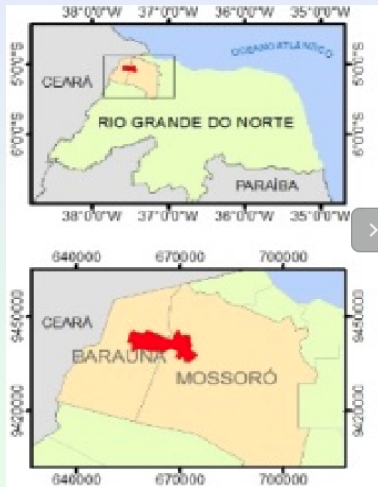 38°0'0"W 37°0'0"W 36°0'0"W 35°0'0"W
OCEANO ATLÂNTICO
5°0'0"S 5°0'0"S
CEARÁ
RIO GRANDE DO NORTE
6°0'0"S 6°0'0"S
PARAÍBA
38°0'0"W 37°0'0"W 36°0'0"W 35°0'0"W
640000 670000 700000
9450000 9450000
CEARÁ
BARAÚNA
MOSSORÓ
9420000 9420000
640000 670000 700000